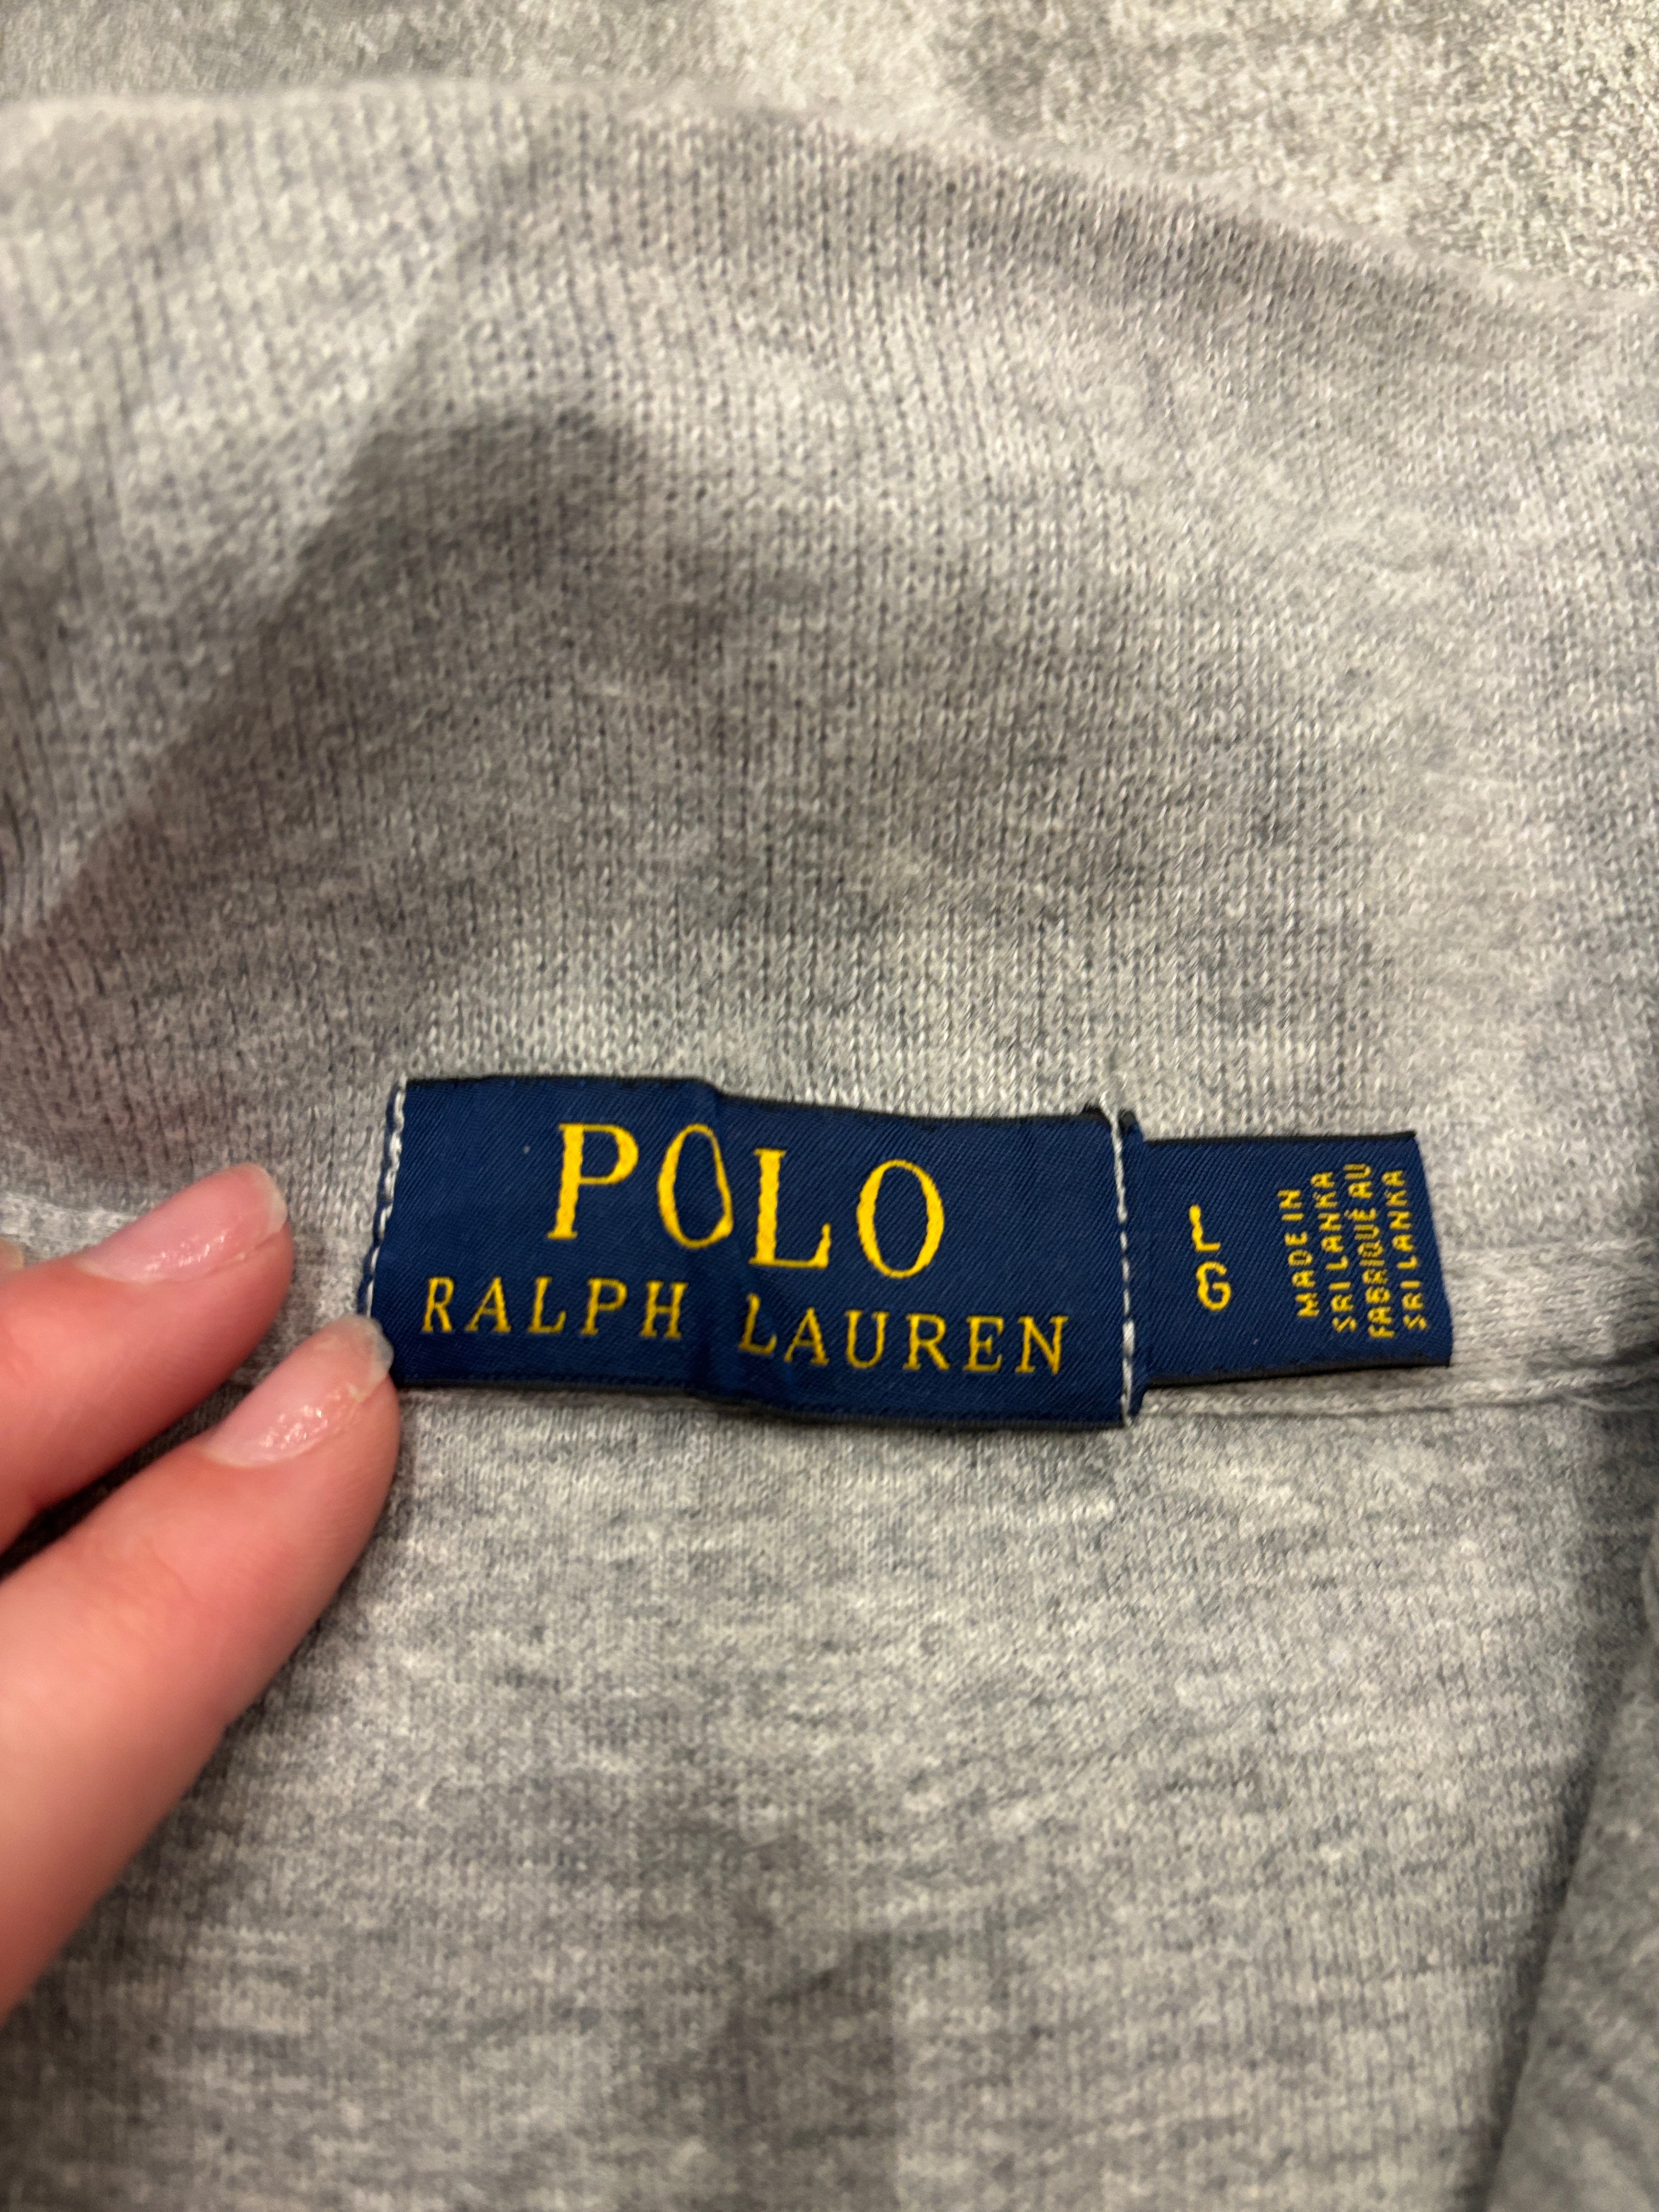 POLO
RALPH LAUREN
L
G
MADE IN
SRI LANKA
FABRIQUÉ AU
SRI LANKA